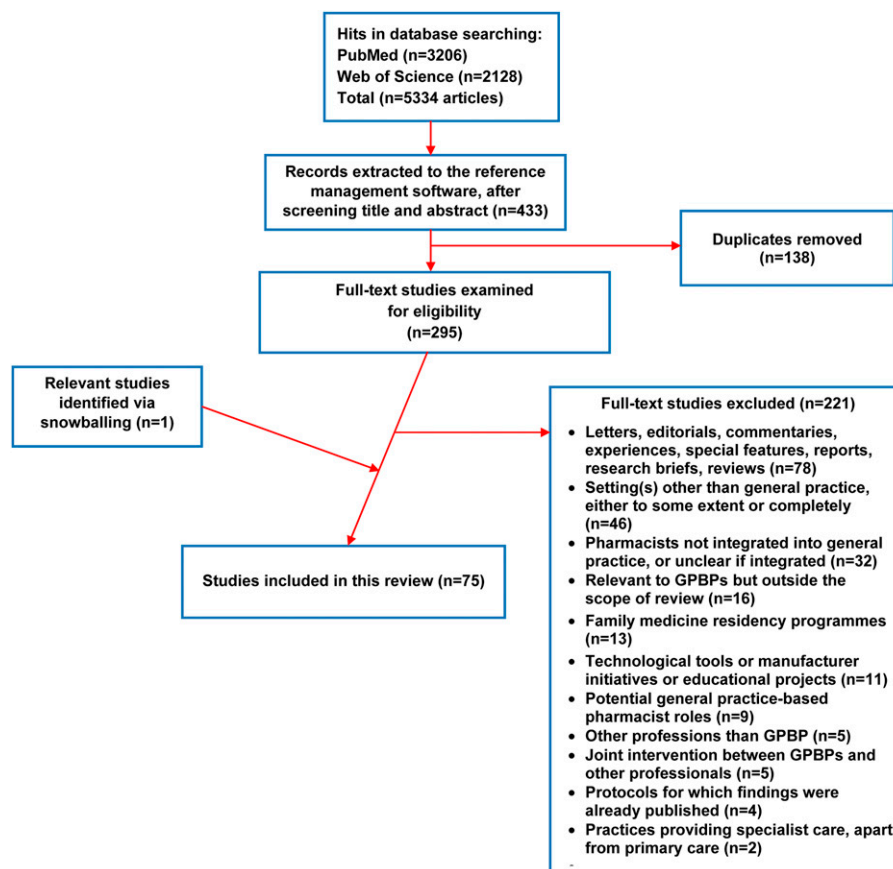 Hits in database searching:
PubMed (n=3206)
Web of Science (n=2128)
Total (n=5334 articles)
Records extracted to the reference
management software, after
screening title and abstract (n=433)
Duplicates removed
(n=138)
Full-text studies examined
for eligibility
(n=295)
Relevant studies
identified via
snowballing (n=1)
Full-text studies excluded (n=221)
• Letters, editorials, commentaries,
experiences, special features, reports,
research briefs, reviews (n=78)
• Setting(s) other than general practice,
either to some extent or completely
(n=46)
• Pharmacists not integrated into general
practice, or unclear if integrated (n=32)
• Relevant to GPBPs but outside the
scope of review (n=16)
• Family medicine residency programmes
(n=13)
• Technological tools or manufacturer
initiatives or educational projects (n=11)
• Potential general practice-based
pharmacist roles (n=9)
• Other professions than GPBP (n=5)
• Joint intervention between GPBPs and
other professionals (n=5)
• Protocols for which findings were
already published (n=4)
• Practices providing specialist care, apart
from primary care (n=2)
Studies included in this review (n=75)